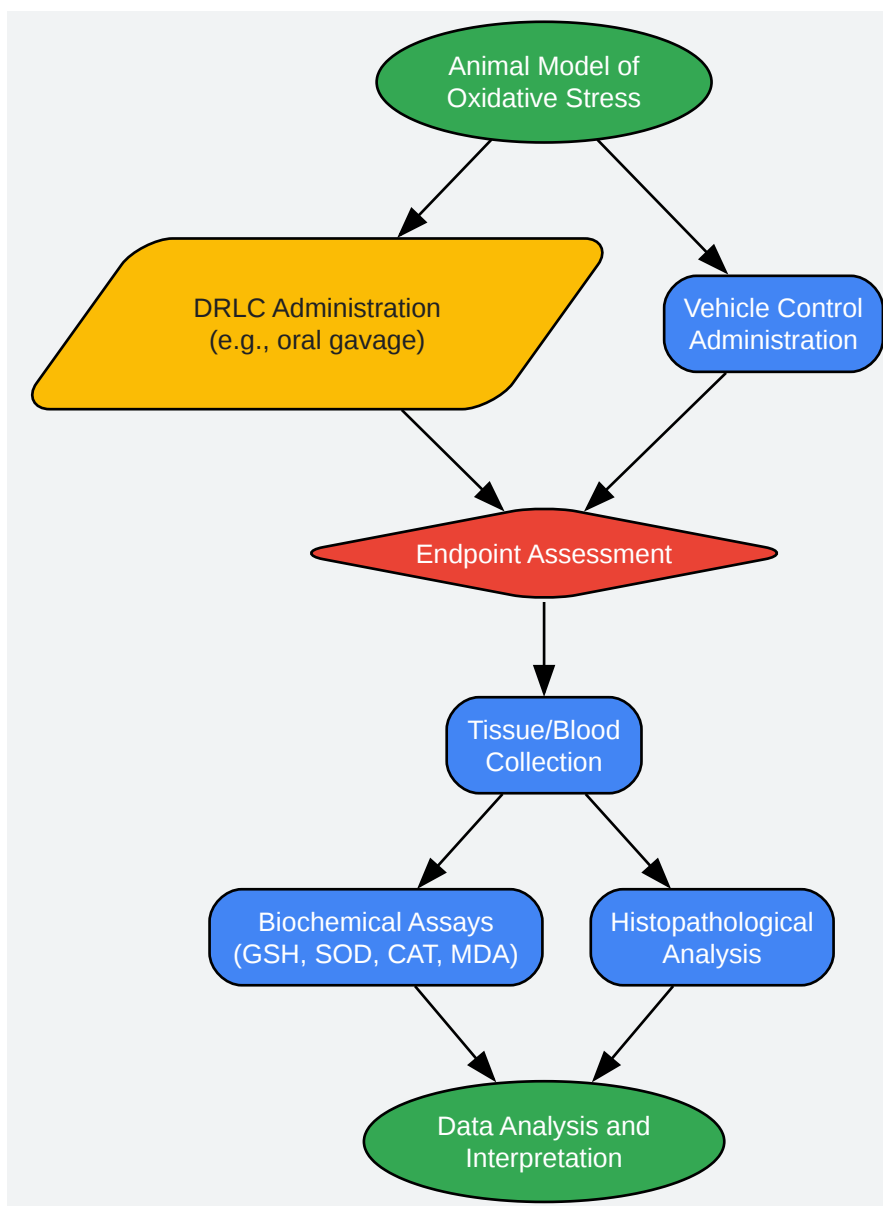 Animal Model of
Oxidative Stress
DRLC Administration
(e.g., oral gavage)
Vehicle Control
Administration
Endpoint Assessment
Tissue/Blood
Collection
Biochemical Assays
(GSH, SOD, CAT, MDA)
Histopathological
Analysis
Data Analysis and
Interpretation